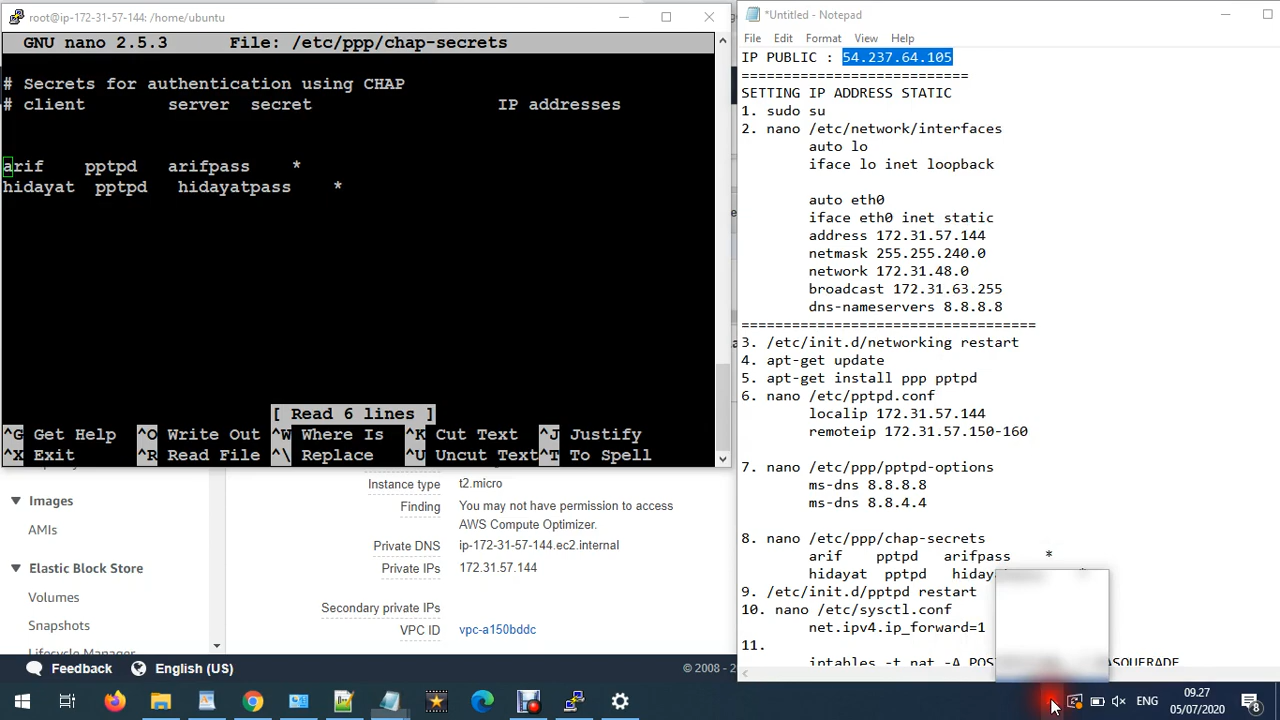 root@ip-172-31-57-144: /home/ubuntu
GNU nano 2.5.3 File: /etc/ppp/chap-secrets
# Secrets for authentication using CHAP
# client server secret IP addresses
arif pptpd arifpass *
hidayat pptpd hidayatpass *
[ Read 6 lines ]
^G Get Help ^O Write Out ^W Where Is ^K Cut Text ^J Justify
^X Exit ^R Read File ^\ Replace ^U Uncut Text ^T To Spell
Images
AMIs
Elastic Block Store
Volumes
Snapshots
Lifecycle Manager
Instance type t2.micro
Finding You may not have permission to access
AWS Compute Optimizer.
Private DNS ip-172-31-57-144.ec2.internal
Private IPs 172.31.57.144
Secondary private IPs
VPC ID vpc-a150bddc
Feedback English (US) © 2008 -
*Untitled - Notepad
File Edit Format View Help
IP PUBLIC : 54.237.64.105
===========================
SETTING IP ADDRESS STATIC
1. sudo su
2. nano /etc/network/interfaces
auto lo
iface lo inet loopback
auto eth0
iface eth0 inet static
address 172.31.57.144
netmask 255.255.240.0
network 172.31.48.0
broadcast 172.31.63.255
dns-nameservers 8.8.8.8
===================================
3. /etc/init.d/networking restart
4. apt-get update
5. apt-get install ppp pptpd
6. nano /etc/pptpd.conf
localip 172.31.57.144
remoteip 172.31.57.150-160
7. nano /etc/ppp/pptpd-options
ms-dns 8.8.8.8
ms-dns 8.8.4.4
8. nano /etc/ppp/chap-secrets
arif pptpd arifpass *
hidayat pptpd
9. /etc/init.d/pptpd restart
10. nano /etc/sysctl.conf
net.ipv4.ip_forward=1
11.
iptables -t nat -A
ENG
09.27
05/07/2020
8